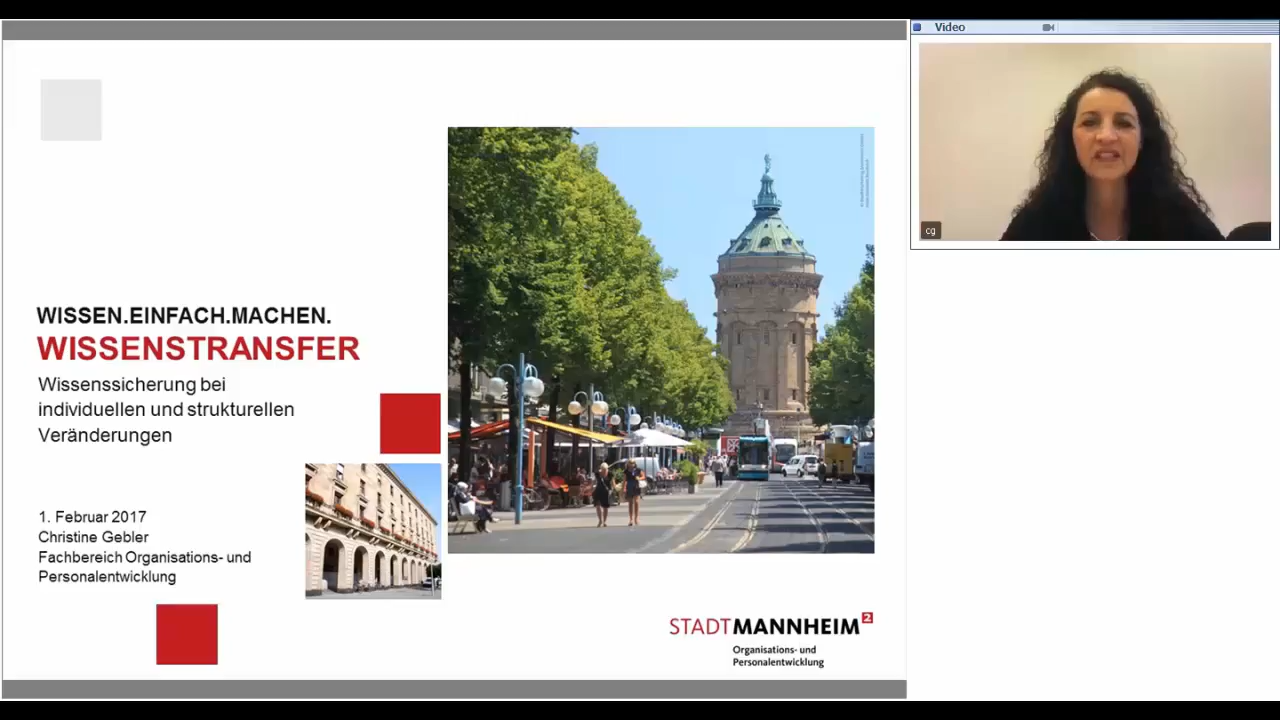 Video
cg
WISSEN.EINFACH.MACHEN.
WISSENSTRANSFER
Wissenssicherung bei
individuellen und strukturellen
Veränderungen
1. Februar 2017
Christine Gebler
Fachbereich Organisations- und
Personalentwicklung
STADTMANNHEIM²
Organisations- und
Personalentwicklung